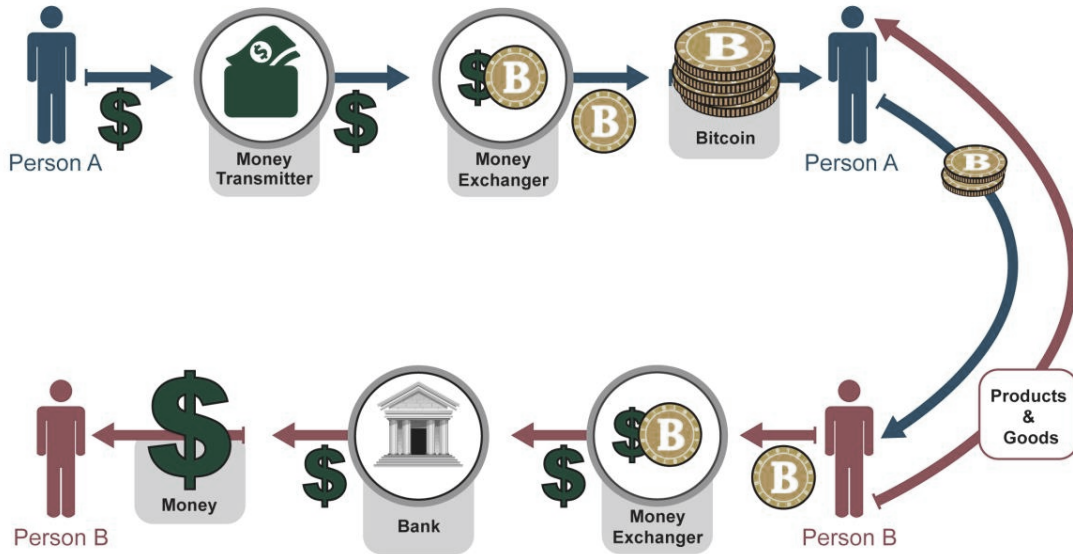 Person A
$
Money
Transmitter
$
$
B
Money
Exchanger
B
B
Bitcoin
Person A
B
Products
&
Goods
Person B
$
Money
$
Bank
$
$
B
Money
Exchanger
B
Person B